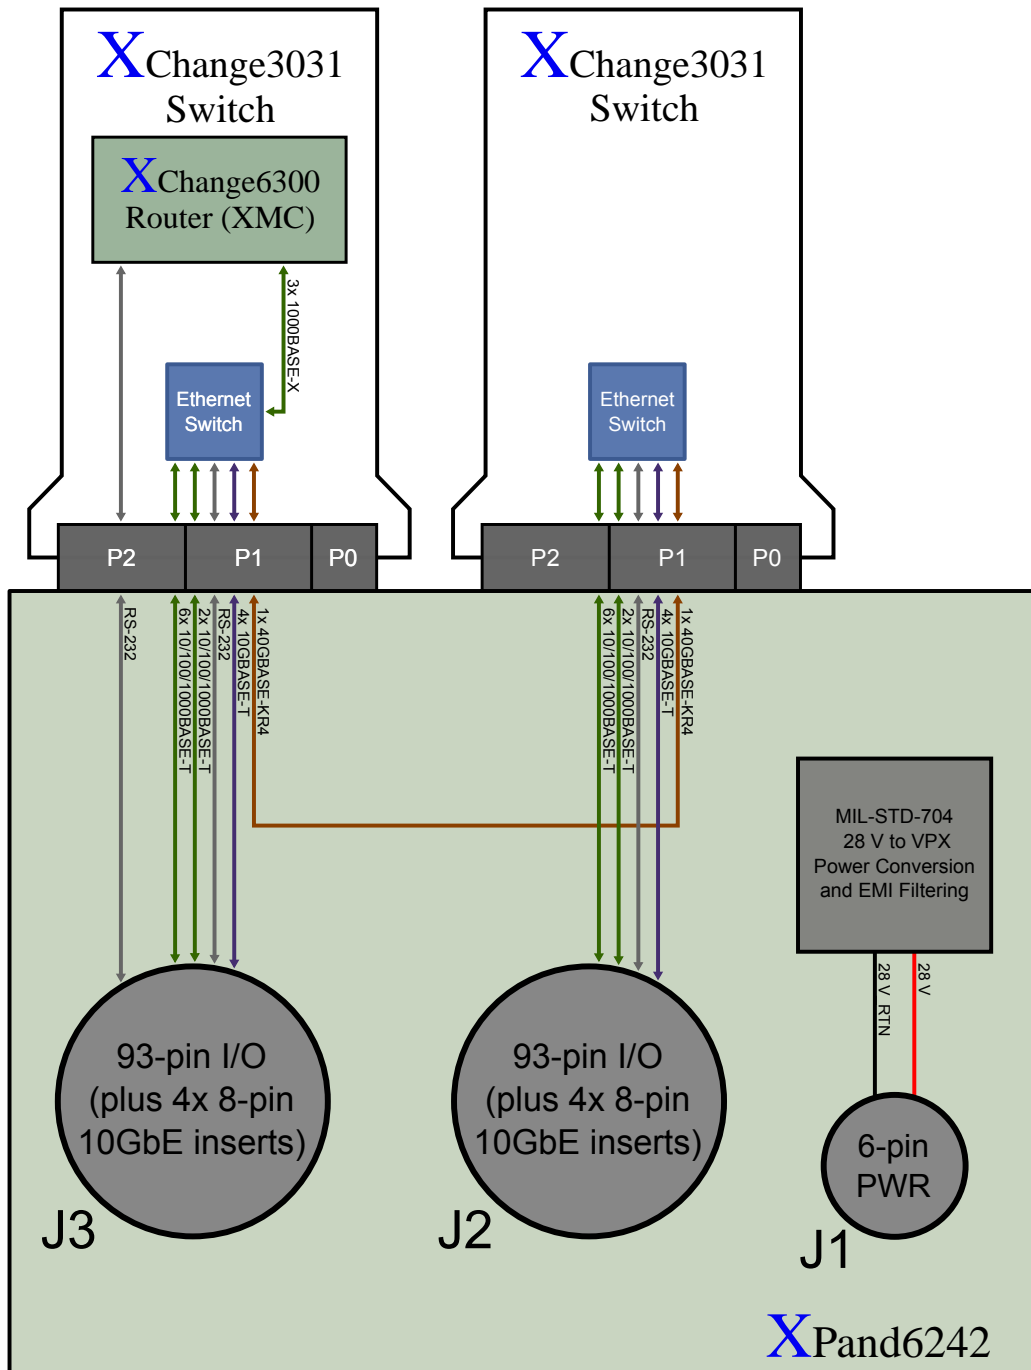 XChange3031
Switch
XChange3031
Switch
XChange6300
Router (XMC)
3x 1000BASE-X
Ethernet
Switch
Ethernet
Switch
P2
P1
P0
P2
P1
P0
RS-232
6x 10/100/1000BASE-T
2x 10/100/1000BASE-T
RS-232
4x 10GBASE-T
1x 40GBASE-KR4
6x 10/100/1000BASE-T
2x 10/100/1000BASE-T
RS-232
4x 10GBASE-T
1x 40GBASE-KR4
MIL-STD-704
28 V to VPX
Power Conversion
and EMI Filtering
28 V RTN
28 V
93-pin I/O
(plus 4x 8-pin
10GbE inserts)
93-pin I/O
(plus 4x 8-pin
10GbE inserts)
6-pin
PWR
J3
J2
J1
XPand6242